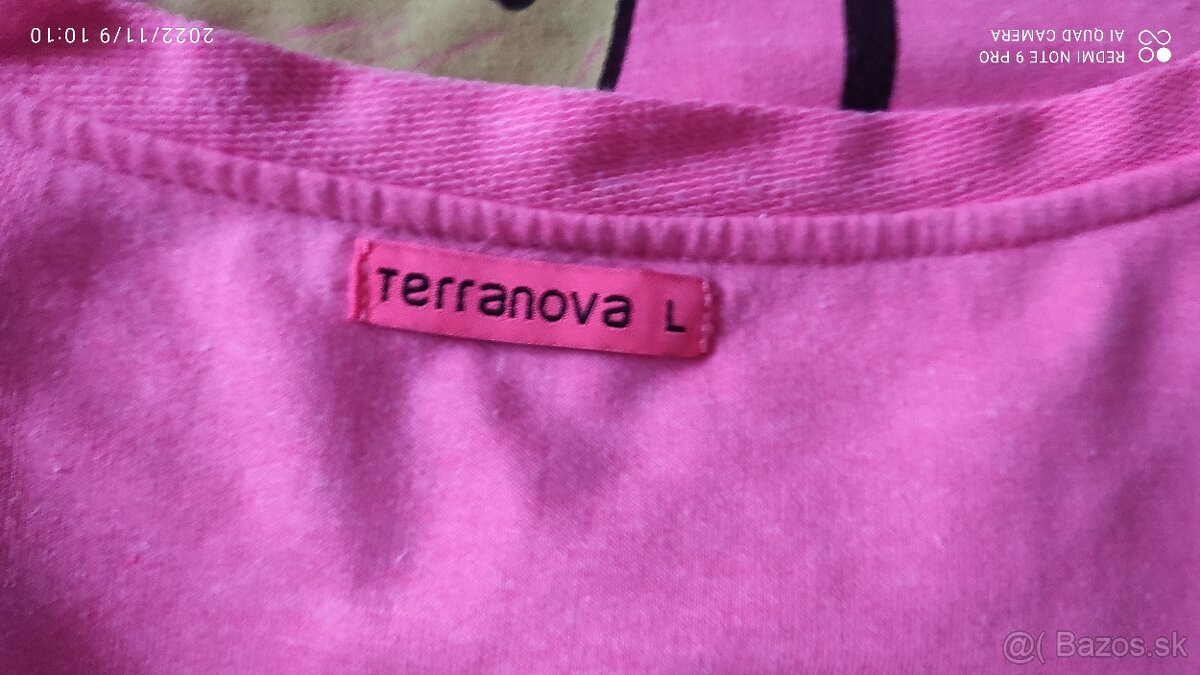 2022/11/9 10:10
REDMI NOTE 9 PRO
AI QUAD CAMERA
Terranova L
@( Bazos.sk